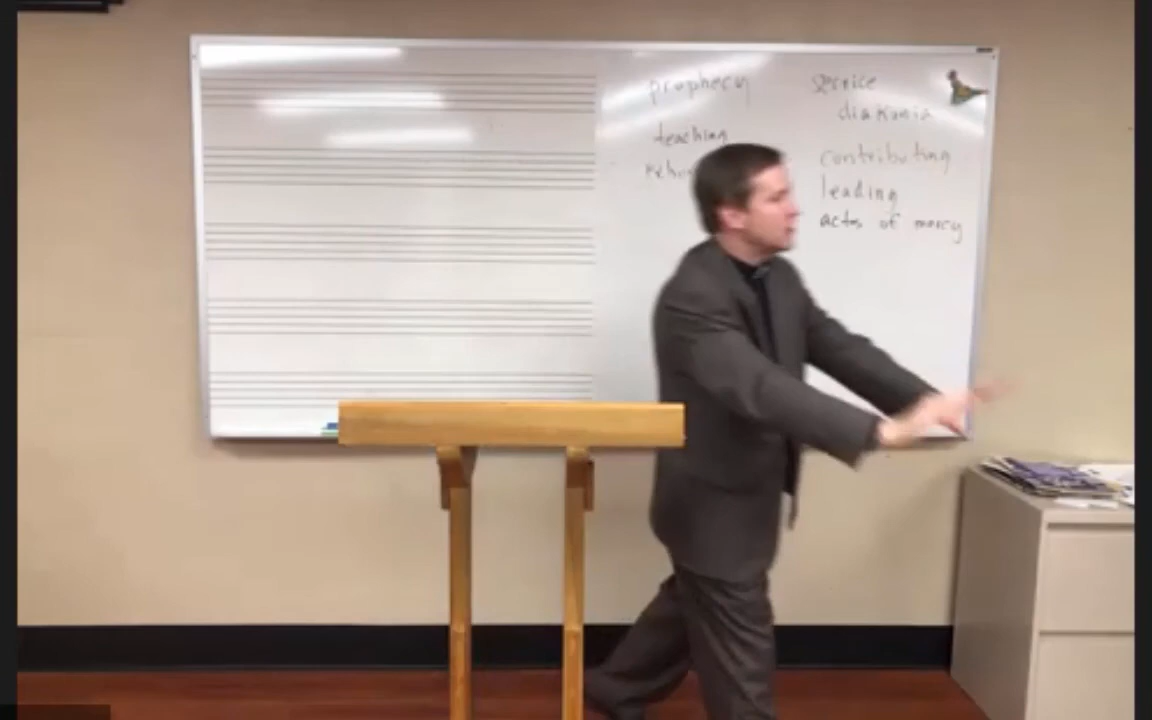 prophecy
teaching
service
diakonia
contributing
leading
acts of mercy